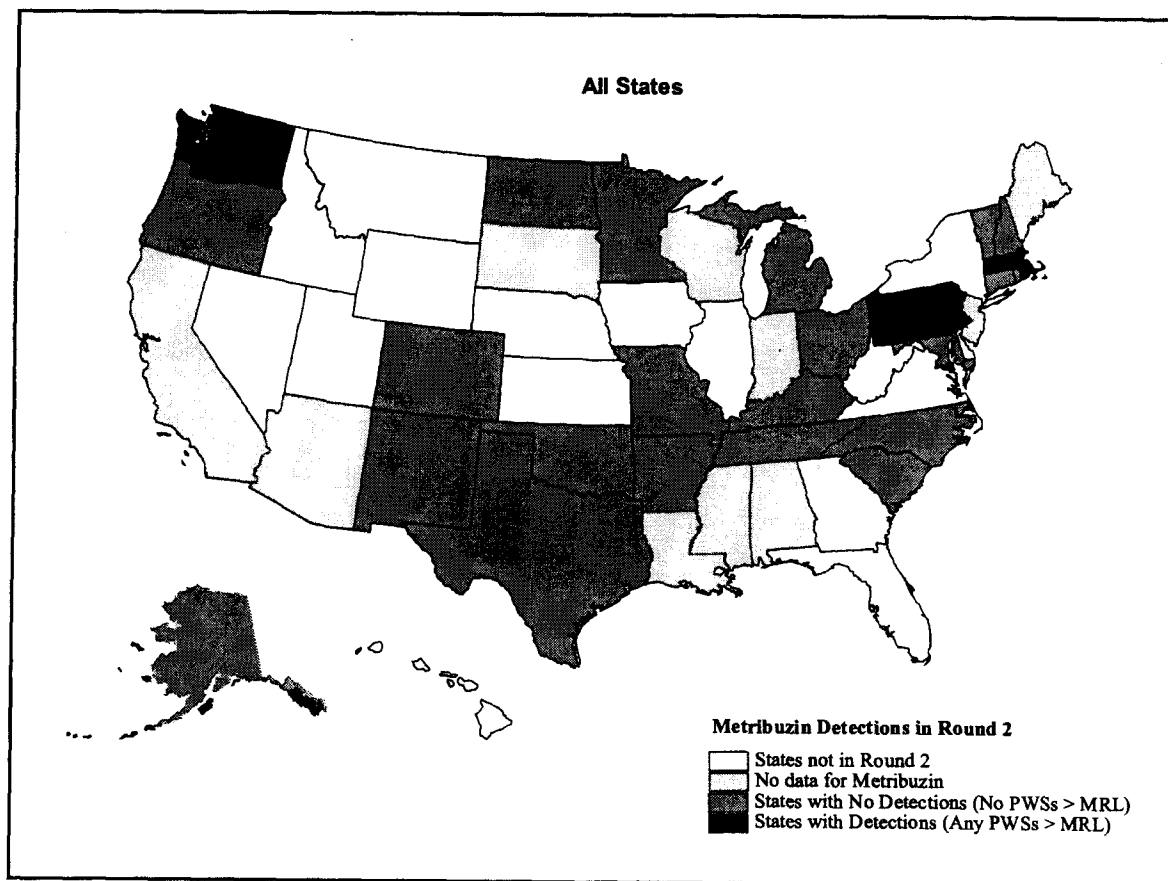 All States
Metribuzin Detections in Round 2
States not in Round 2
No data for Metribuzin
States with No Detections (No PWSs > MRL)
States with Detections (Any PWSs > MRL)